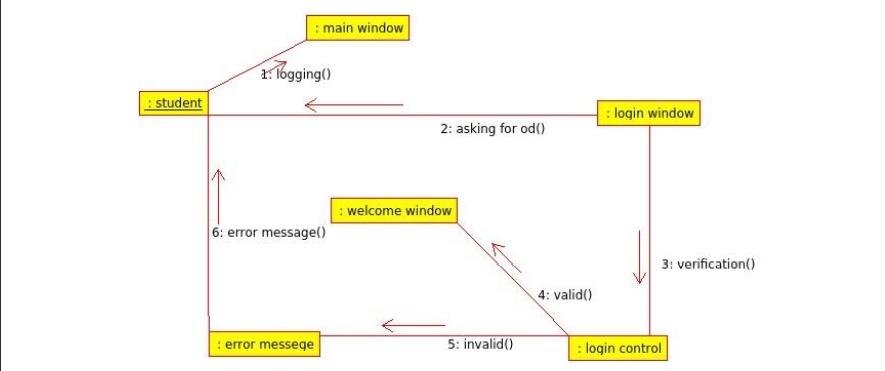 : main window
1: logging()
: student
: login window
2: asking for od()
: welcome window
6: error message()
3: verification()
4: valid()
: error messege
5: invalid()
: login control